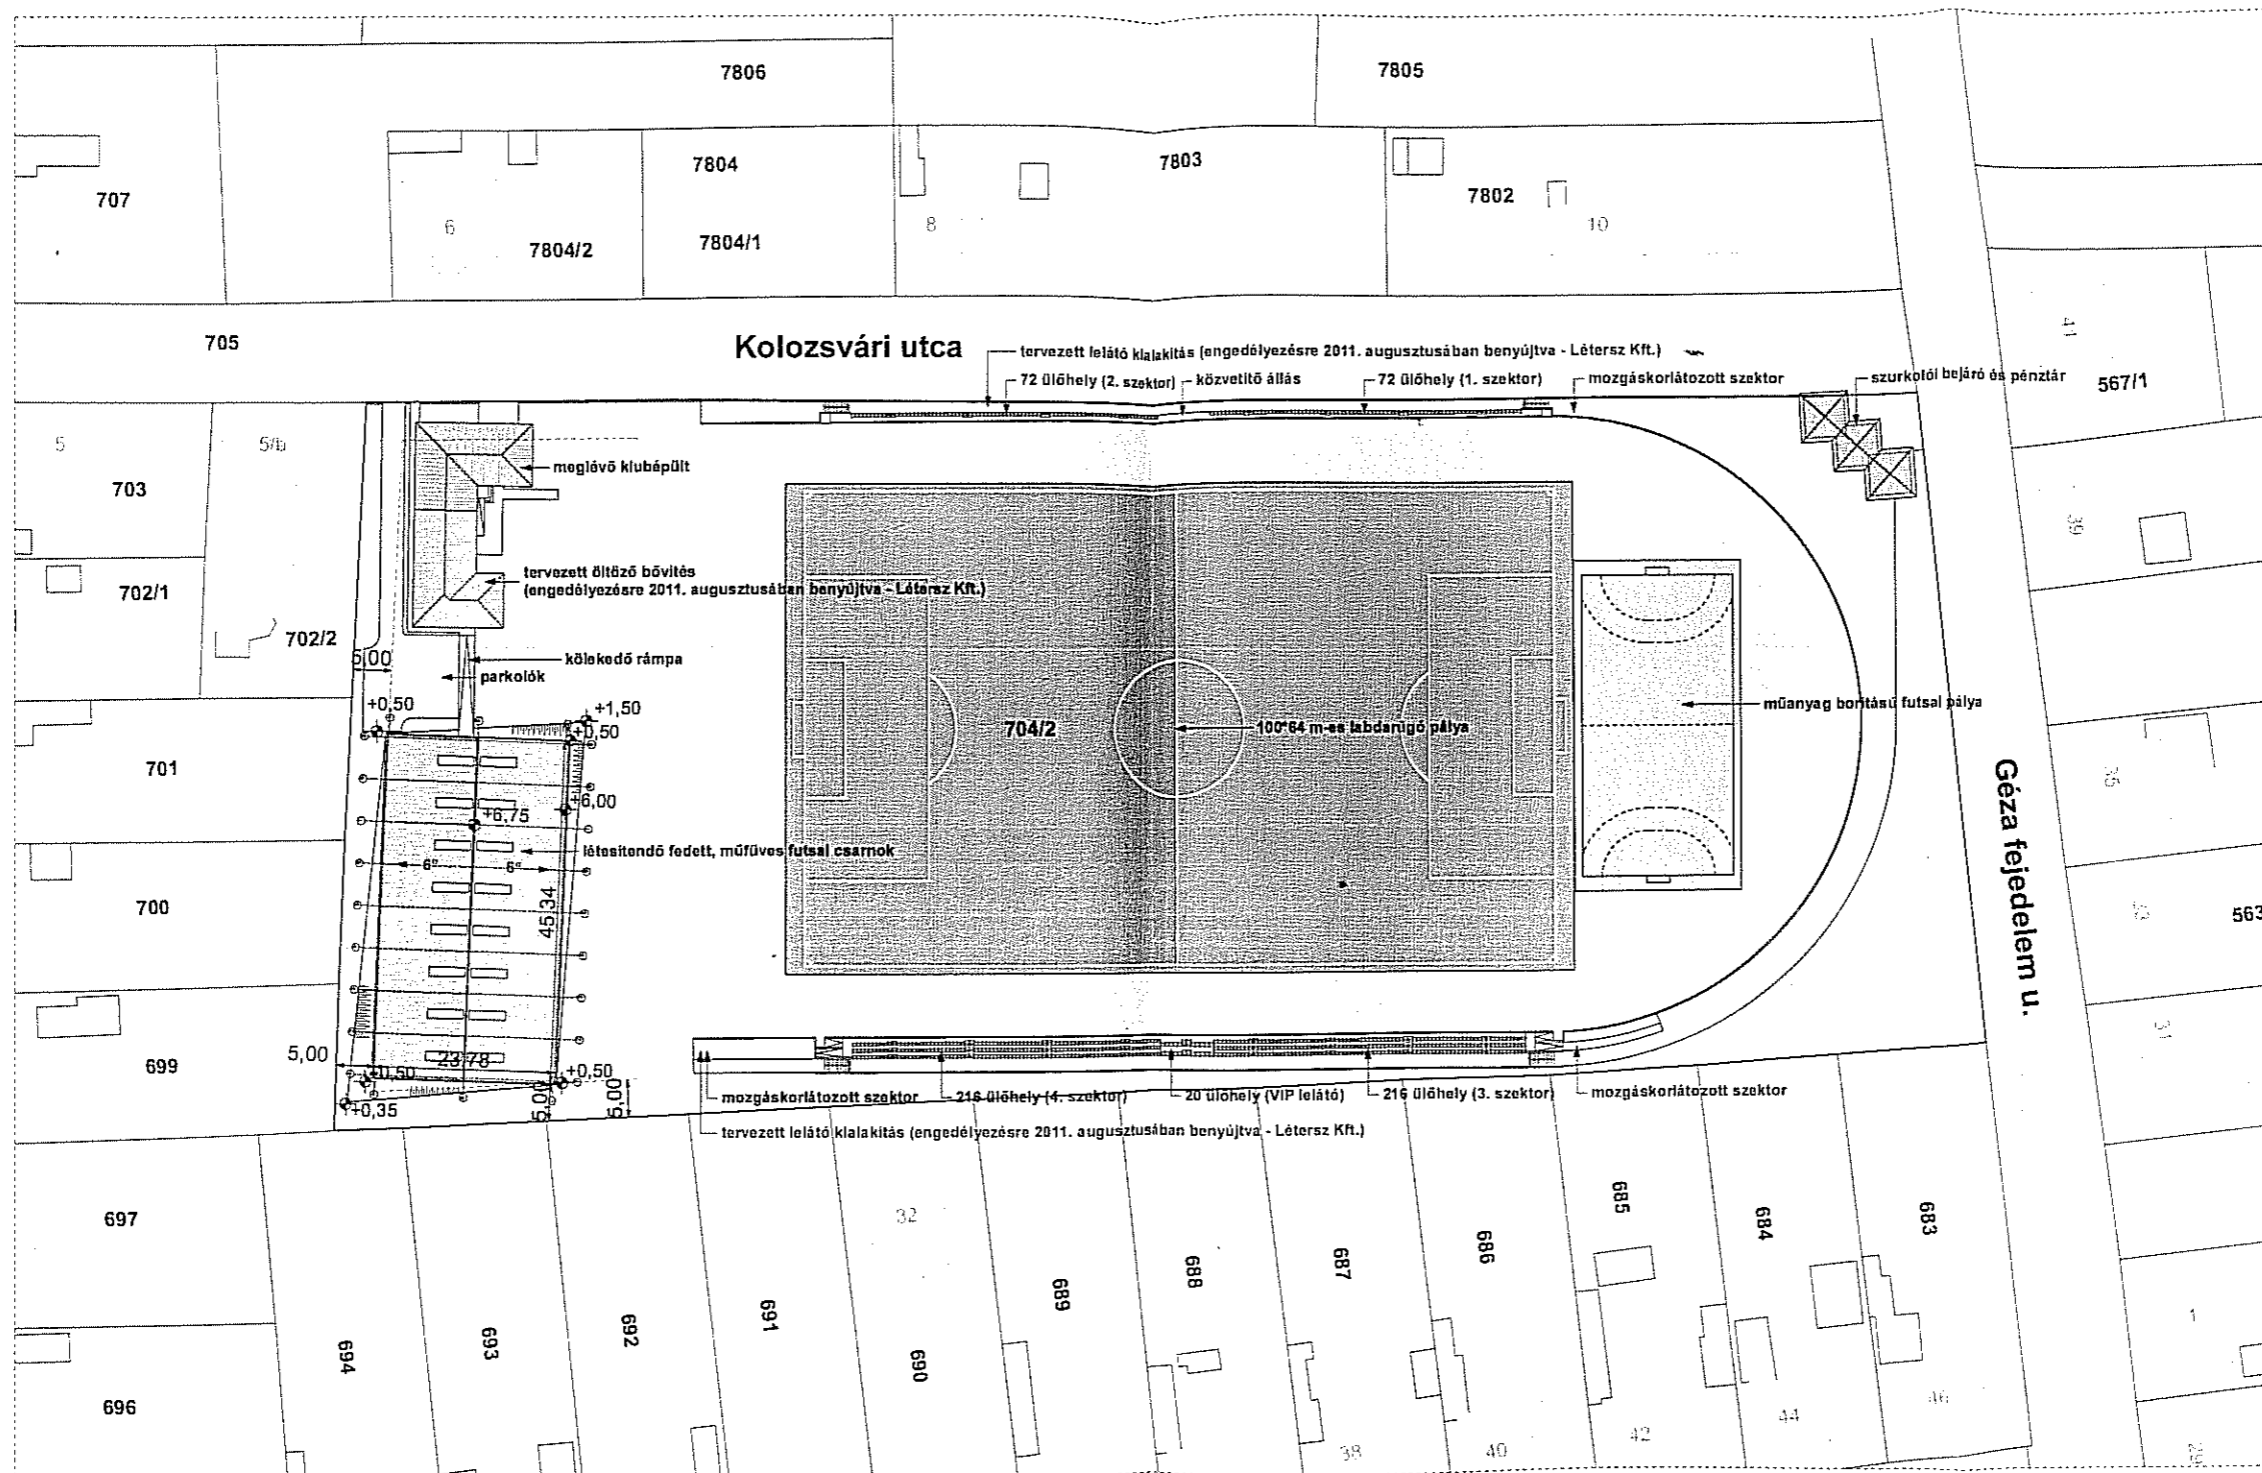 7806
7805
7804
7803
7802
707
6
7804/2
7804/1
8
10
705
Kolozsvári utca
tervezett lelátó kialakítás (engedélyezésre 2011. augusztusában benyújtva - Létersz Kft.)
72 ülőhely (2. szektor)
közvetítő állás
72 ülőhely (1. szektor)
mozgáskorlátozott szektor
szurkolói bejáró és pénztár
41
567/1
5
5/b
703
meglévő klubépült
39
702/1
tervezett öltöző bővítés
(engedélyezésre 2011. augusztusában benyújtva - Létersz Kft.)
702/2
5,00
kölekedő rámpa
parkolók
+0,50
+1,50
+0,50
704/2
100*64 m-es labdarúgó pálya
műanyag borítású futsal pálya
701
+6,00
+6,75
létesítendő fedett, műfüves futsal csarnok
6°
6°
45,34
Géza fejedelem u.
700
563
699
5,00
23,78
+0,50
+0,50
+0,35
5,00
5,00
31
mozgáskorlátozott szektor
216 ülőhely (4. szektor)
20 ülőhely (VIP lelátó)
216 ülőhely (3. szektor)
mozgáskorlátozott szektor
tervezett lelátó kialakítás (engedélyezésre 2011. augusztusában benyújtva - Létersz Kft.)
697
32
685
684
683
686
687
688
689
691
692
693
694
690
1
696
38
40
42
44
46